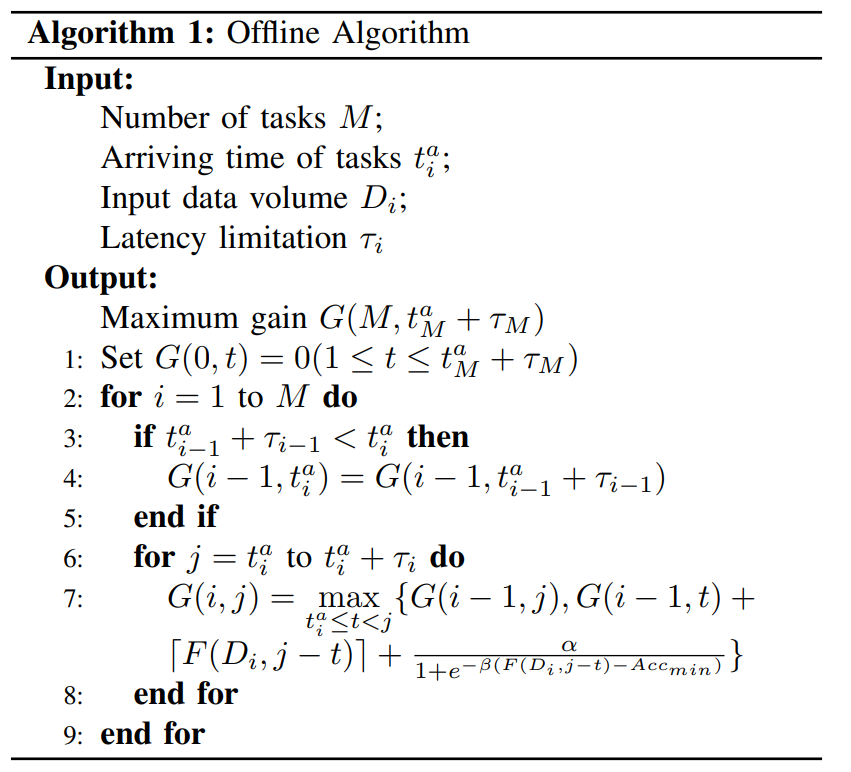 Algorithm 1: Offline Algorithm
Input:
Number of tasks $M$;
Arriving time of tasks $t_i^a$;
Input data volume $D_i$;
Latency limitation $\tau_i$
Output:
Maximum gain $G(M, t_M^a + \tau_M)$
1: Set $G(0, t) = 0(1 \leq t \leq t_M^a + \tau_M)$
2: for $i = 1$ to $M$ do
3: if $t_{i-1}^a + \tau_{i-1} < t_i^a$ then
4: $G(i-1, t_i^a) = G(i-1, t_{i-1}^a + \tau_{i-1})$
5: end if
6: for $j = t_i^a$ to $t_i^a + \tau_i$ do
7: $G(i, j) = \max_{t_i^a \leq t < j} \{G(i-1, j), G(i-1, t) +$
$\lceil F(D_i, j-t) \rceil + \frac{\alpha}{1+e^{-\beta(F(D_i, j-t)-Acc_{min})}}\}$
8: end for
9: end for